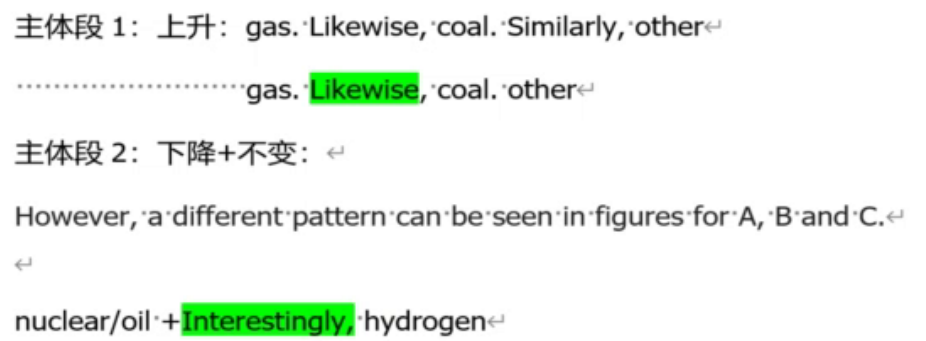 主体段 1：上升：gas. Likewise, coal. Similarly, other
gas. Likewise, coal. other
主体段 2：下降+不变：
However, a different pattern can be seen in figures for A, B and C.
nuclear/oil +Interestingly, hydrogen